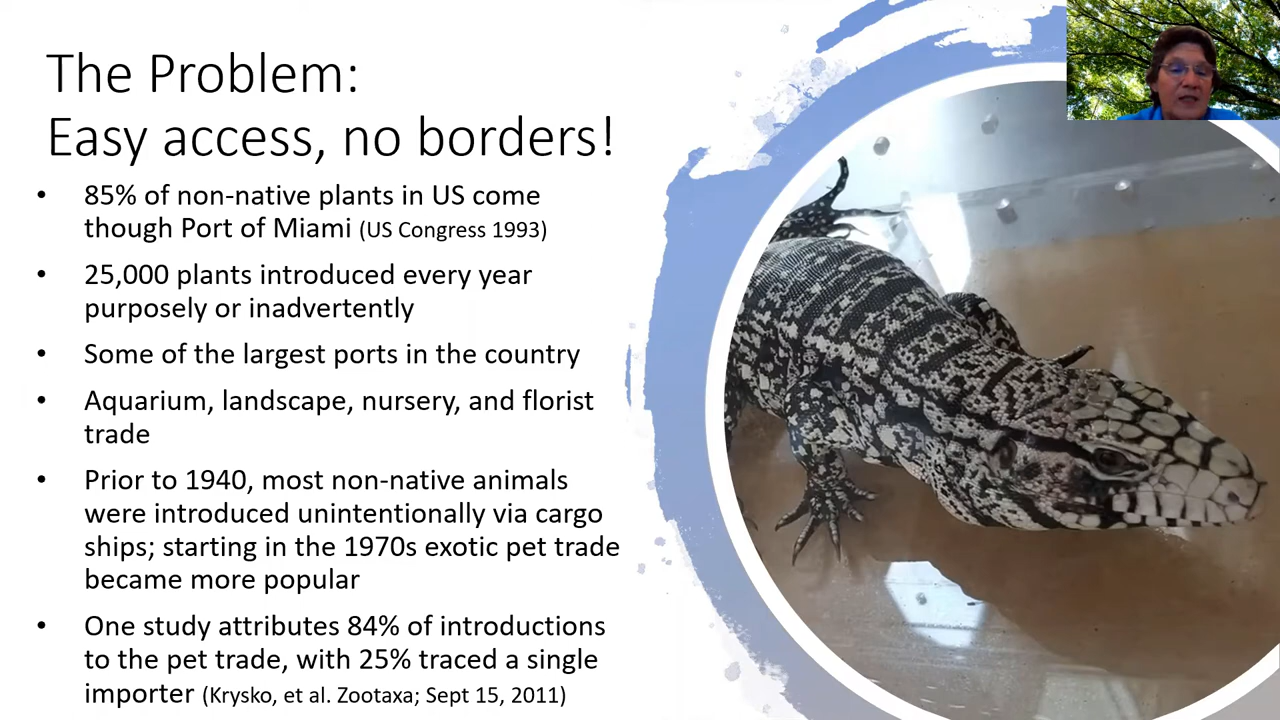 The Problem:
Easy access, no borders!
• 85% of non-native plants in US come
though Port of Miami (US Congress 1993)
• 25,000 plants introduced every year
purposely or inadvertently
• Some of the largest ports in the country
• Aquarium, landscape, nursery, and florist
trade
• Prior to 1940, most non-native animals
were introduced unintentionally via cargo
ships; starting in the 1970s exotic pet trade
became more popular
• One study attributes 84% of introductions
to the pet trade, with 25% traced a single
importer (Krysko, et al. Zootaxa; Sept 15, 2011)